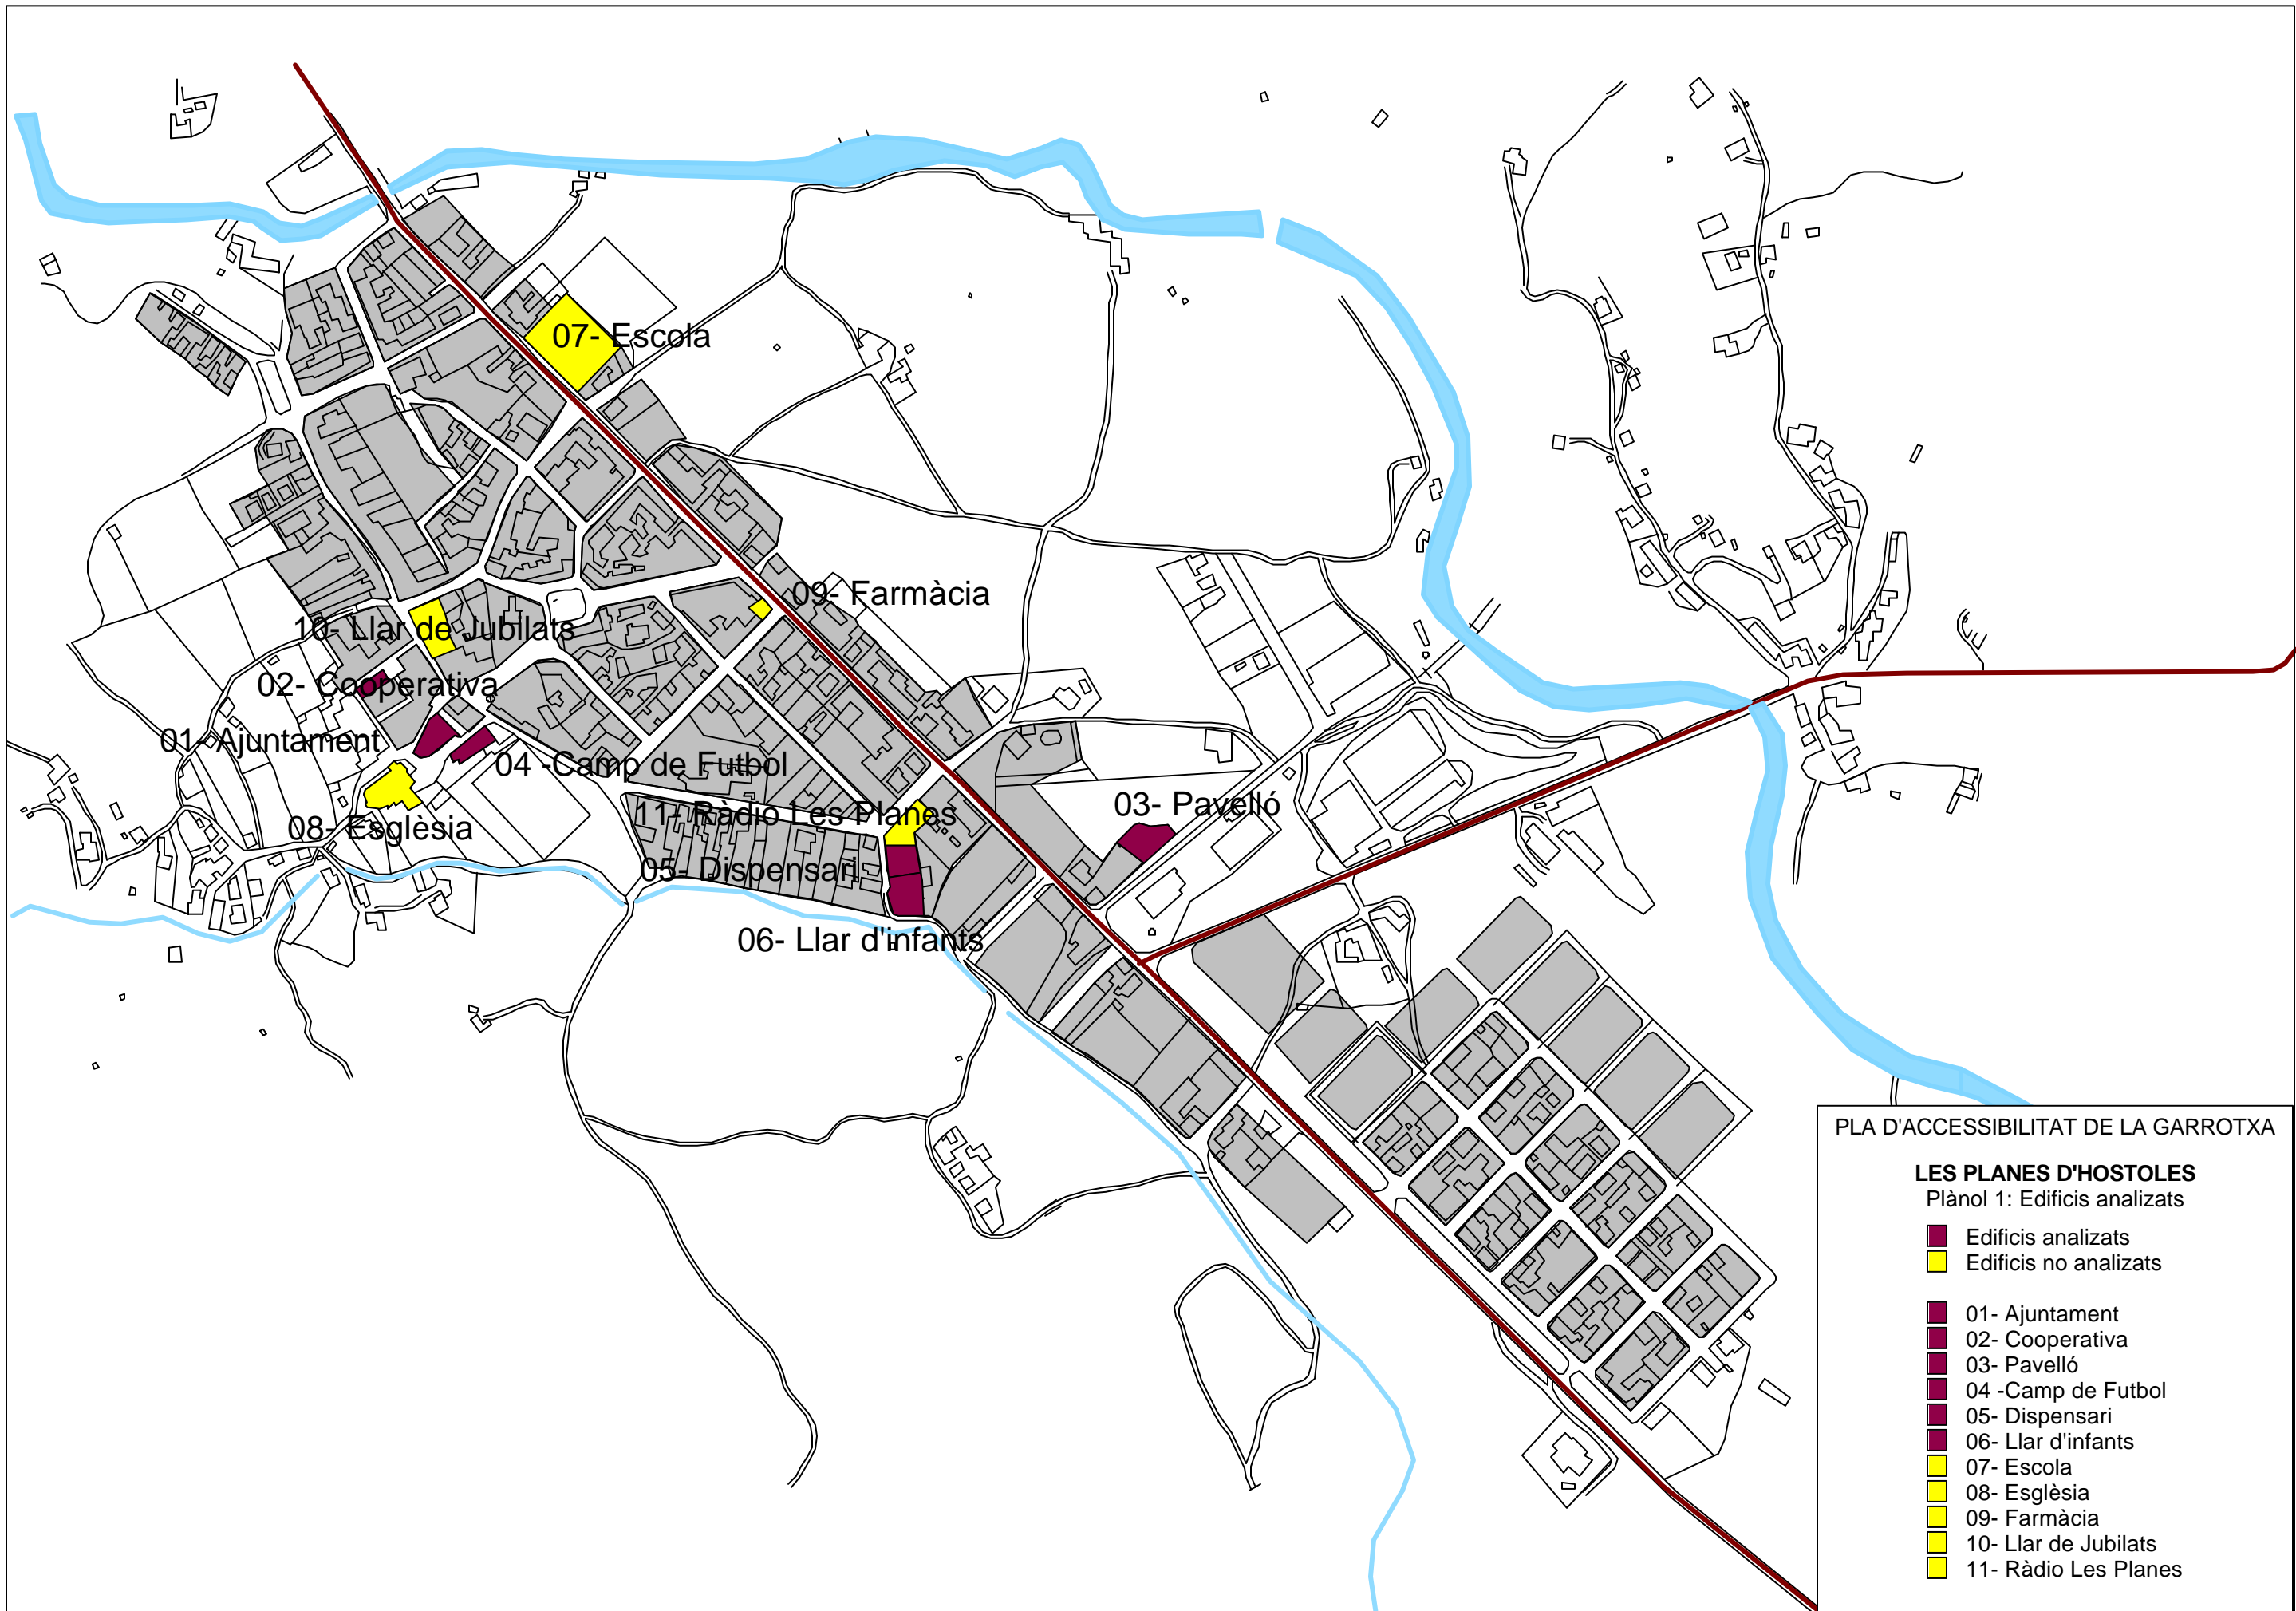 07- Escola
09- Farmàcia
10- Llar de Jubilats
02- Cooperativa
01- Ajuntament
04 -Camp de Futbol
11- Ràdio Les Planes
03- Pavelló
08- Esglèsia
05- Dispensari
06- Llar d'infants
PLA D'ACCESSIBILITAT DE LA GARROTXA
LES PLANES D'HOSTOLES
Plànol 1: Edificis analizats
Edificis analizats
Edificis no analizats
01- Ajuntament
02- Cooperativa
03- Pavelló
04 -Camp de Futbol
05- Dispensari
06- Llar d'infants
07- Escola
08- Esglèsia
09- Farmàcia
10- Llar de Jubilats
11- Ràdio Les Planes